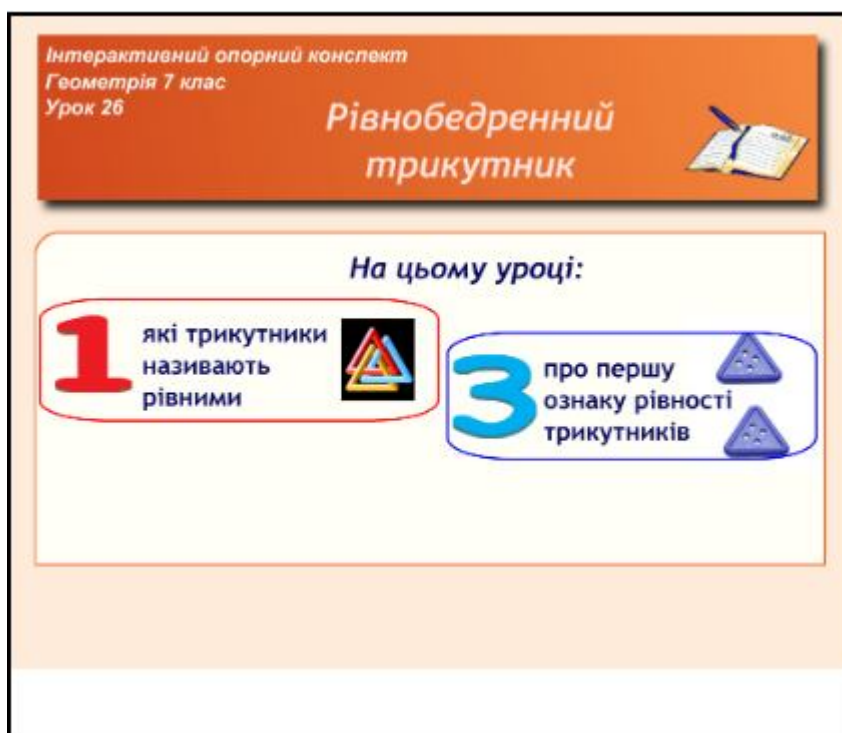 Інтерактивний опорний конспект
Геометрія 7 клас
Урок 26
Рівнобедренний
трикутник
На цьому уроці:
1
які трикутники
називають
рівними
3
про першу
ознаку рівності
трикутників